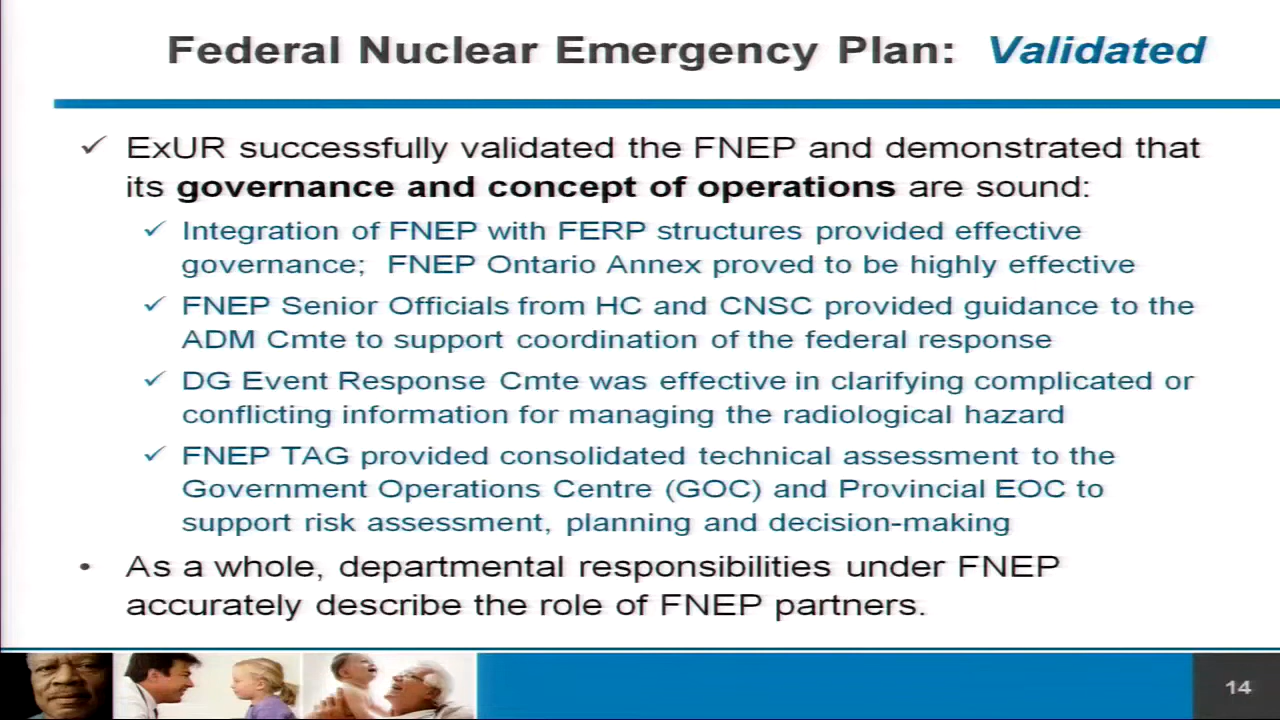 Federal Nuclear Emergency Plan: Validated
✓ ExUR successfully validated the FNEP and demonstrated that
its governance and concept of operations are sound:
✓ Integration of FNEP with FERP structures provided effective
governance; FNEP Ontario Annex proved to be highly effective
✓ FNEP Senior Officials from HC and CNSC provided guidance to the
ADM Cmte to support coordination of the federal response
✓ DG Event Response Cmte was effective in clarifying complicated or
conflicting information for managing the radiological hazard
✓ FNEP TAG provided consolidated technical assessment to the
Government Operations Centre (GOC) and Provincial EOC to
support risk assessment, planning and decision-making
• As a whole, departmental responsibilities under FNEP
accurately describe the role of FNEP partners.
14